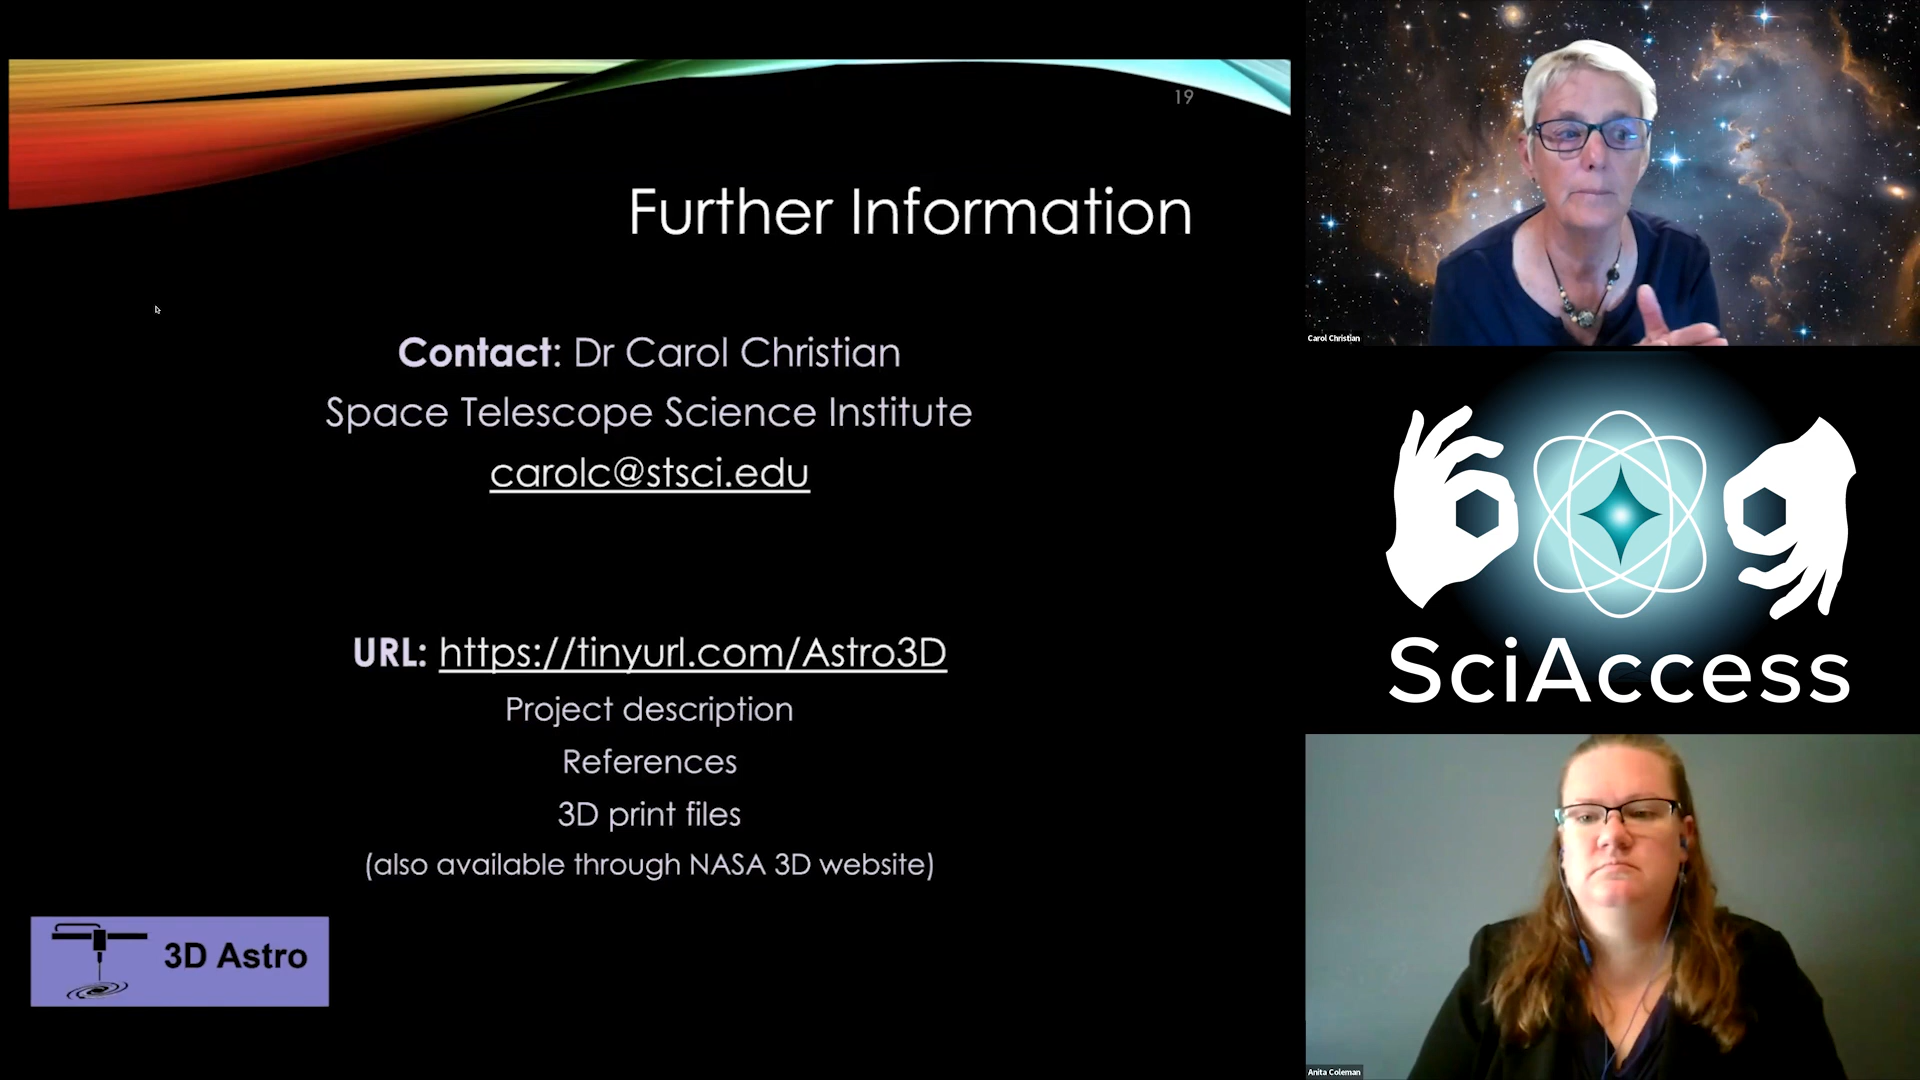 19
Further Information
Contact: Dr Carol Christian
Space Telescope Science Institute
carolc@stsci.edu
URL: https://tinyurl.com/Astro3D
Project description
References
3D print files
(also available through NASA 3D website)
3D Astro
Carol Christian
SciAccess
Anita Coleman